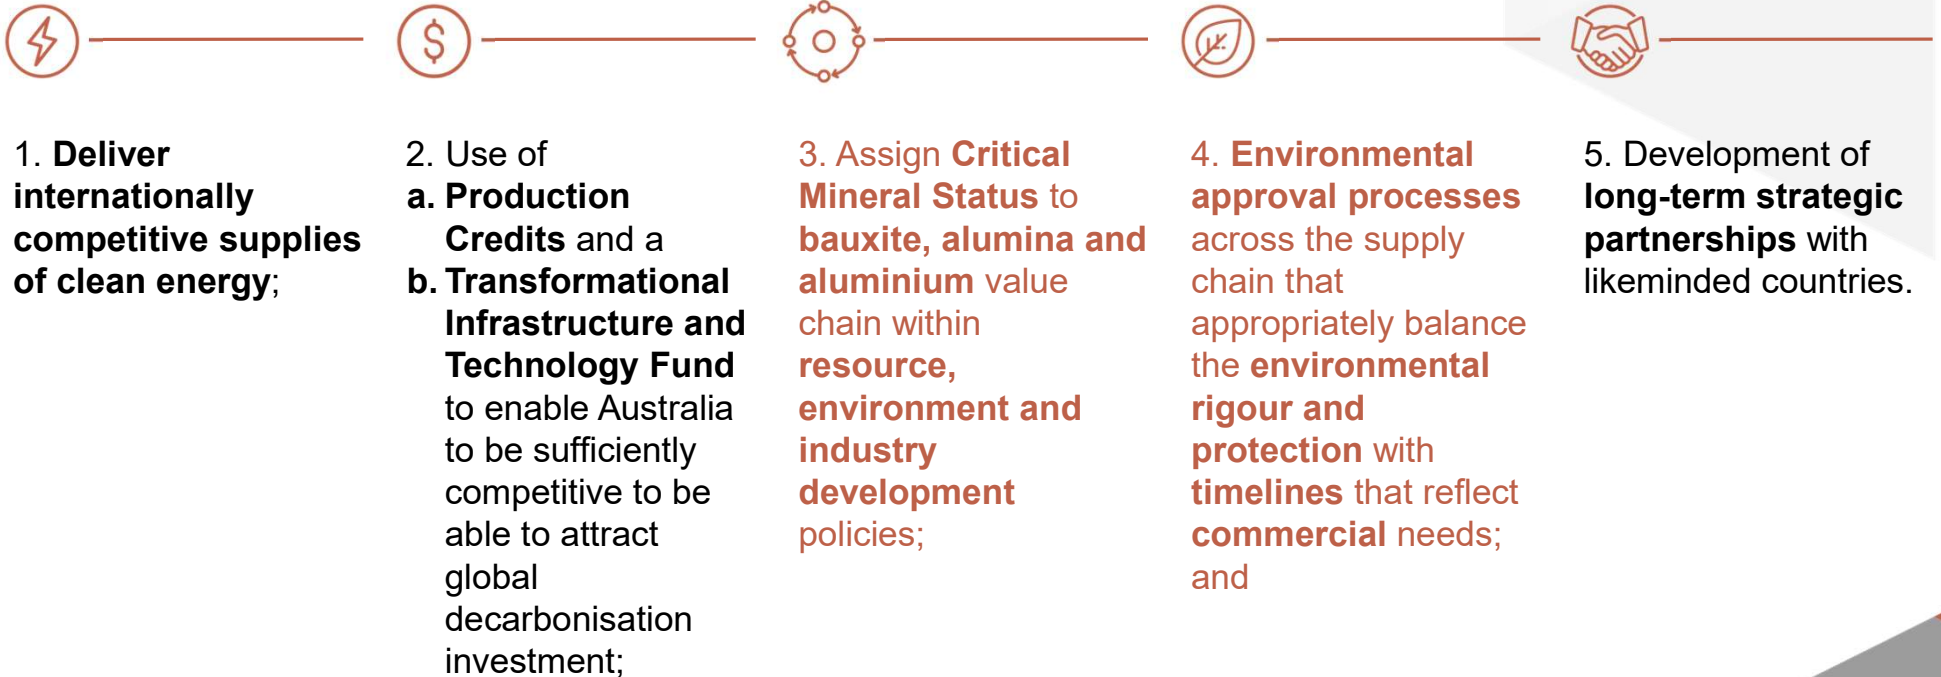 1. Deliver
internationally
competitive supplies
of clean energy;
2. Use of
a. Production
Credits and a
b. Transformational
Infrastructure and
Technology Fund
to enable Australia
to be sufficiently
competitive to be
able to attract
global
decarbonisation
investment;
3. Assign Critical
Mineral Status to
bauxite, alumina and
aluminium value
chain within
resource,
environment and
industry
development
policies;
4. Environmental
approval processes
across the supply
chain that
appropriately balance
the environmental
rigour and
protection with
timelines that reflect
commercial needs;
and
5. Development of
long-term strategic
partnerships with
likeminded countries.